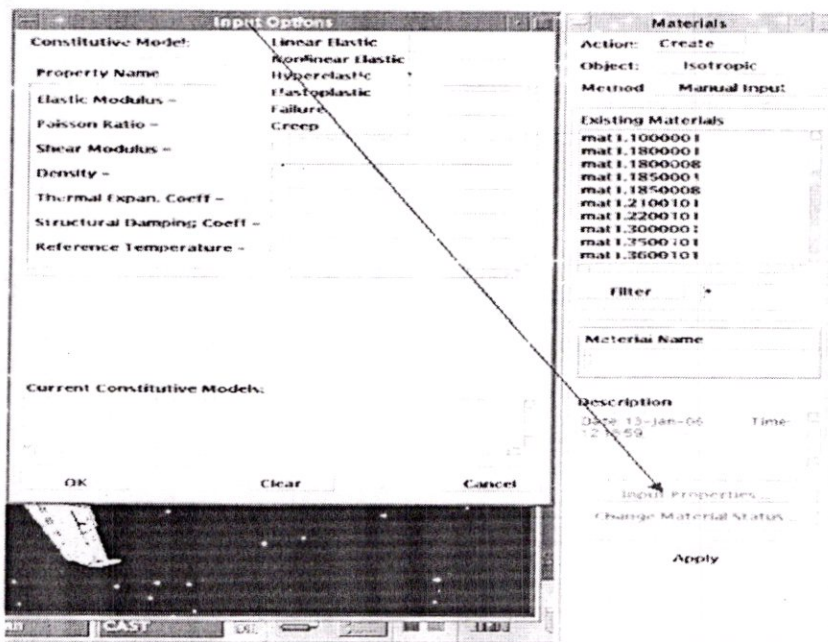 Input Options
Constitutive Model:
Linear Elastic
Nonlinear Elastic
Hyperelastic
Elastoplastic
Failure
Creep
Property Name
Elastic Modulus =
Poisson Ratio =
Shear Modulus =
Density =
Thermal Expan. Coeff =
Structural Damping Coeff =
Reference Temperature =
Current Constitutive Models:
OK Clear Cancel
CAST
Materials
Action: Create
Object: Isotropic
Method Manual Input
Existing Materials
mat1.1000001
mat1.1800001
mat1.1800008
mat1.1850001
mat1.1850008
mat1.2100101
mat1.2200101
mat1.3000001
mat1.3500101
mat1.3600101
Filter *
Material Name
Description
Date 13-Jan-06 Time
Input Properties...
Change Material Status...
Apply